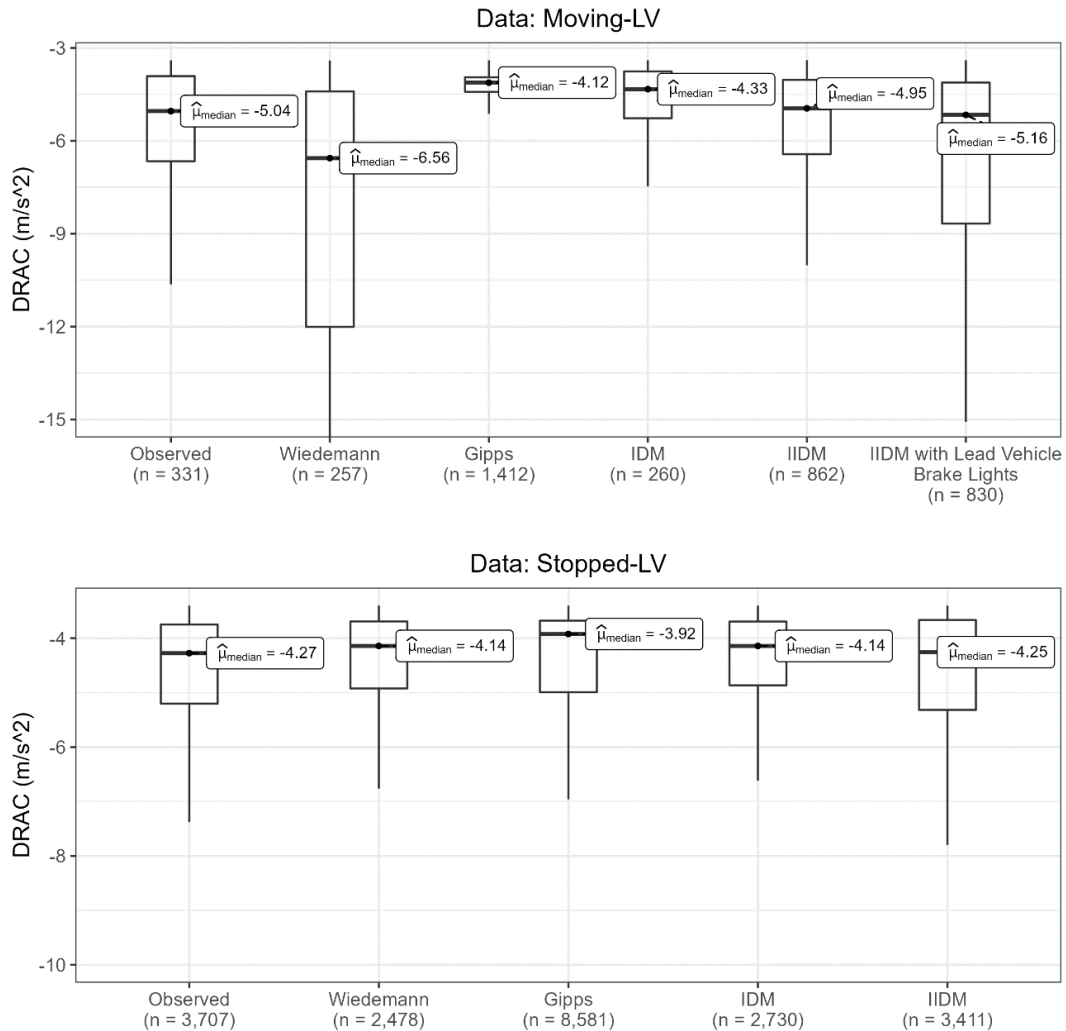 Data: Moving-LV
DRAC (m/s^2)
-3
-6
-9
-12
-15
μ̂median = -5.04
μ̂median = -6.56
μ̂median = -4.12
μ̂median = -4.33
μ̂median = -4.95
μ̂median = -5.16
Observed
(n = 331)
Wiedemann
(n = 257)
Gipps
(n = 1,412)
IDM
(n = 260)
IIDM
(n = 862)
IIDM with Lead Vehicle
Brake Lights
(n = 830)
Data: Stopped-LV
DRAC (m/s^2)
-4
-6
-8
-10
μ̂median = -4.27
μ̂median = -4.14
μ̂median = -3.92
μ̂median = -4.14
μ̂median = -4.25
Observed
(n = 3,707)
Wiedemann
(n = 2,478)
Gipps
(n = 8,581)
IDM
(n = 2,730)
IIDM
(n = 3,411)